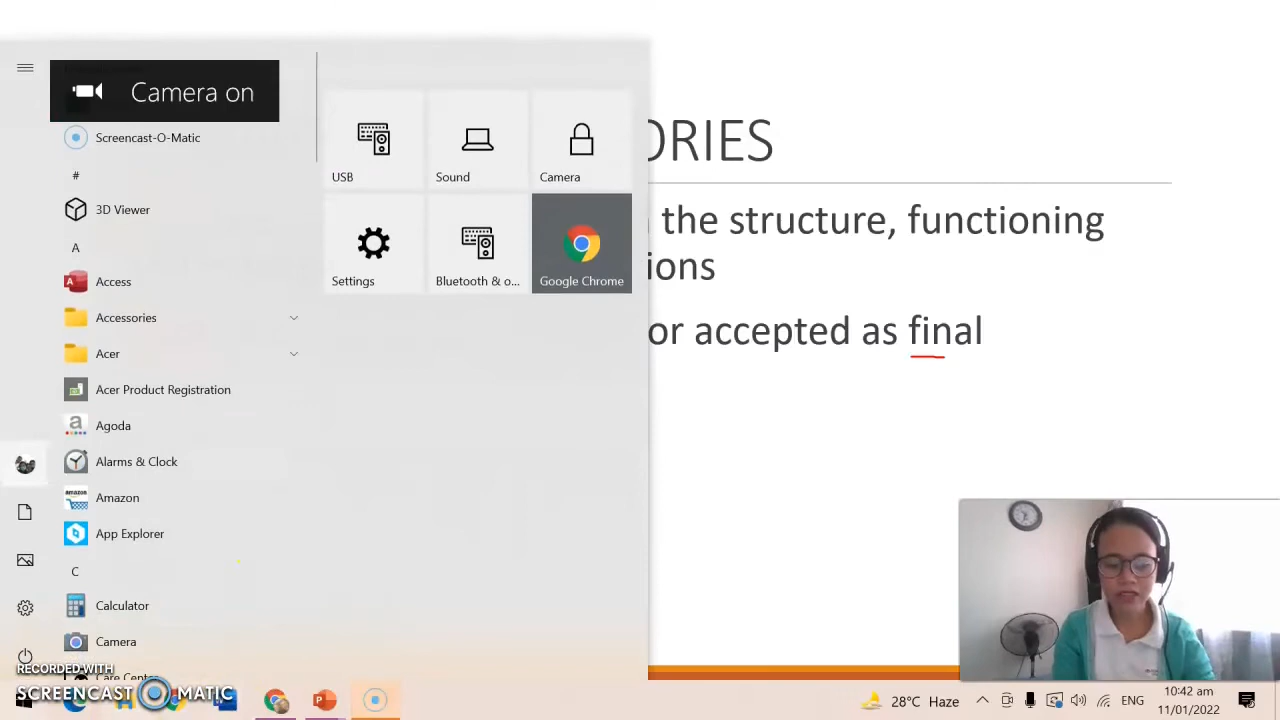 Camera on
Screencast-O-Matic
#
3D Viewer
A
Access
Accessories
Acer
Acer Product Registration
Agoda
Alarms & Clock
Amazon
App Explorer
C
Calculator
Camera
USB
Sound
Camera
Settings
Bluetooth & o...
Google Chrome
ORIES
the structure, functioning
ions
or accepted as final
RECORDED WITH
SCREENCAST MATIC
28°C Haze
ENG
10:42 am
11/01/2022